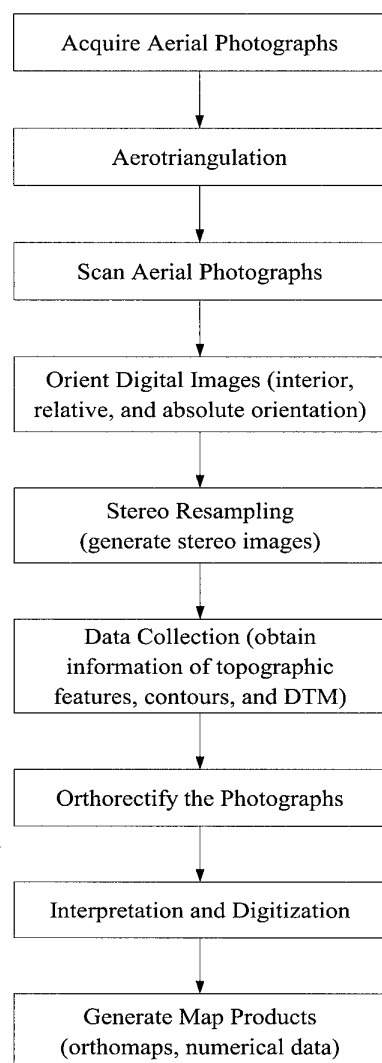 Acquire Aerial Photographs
Aerotriangulation
Scan Aerial Photographs
Orient Digital Images (interior,
relative, and absolute orientation)
Stereo Resampling
(generate stereo images)
Data Collection (obtain
information of topographic
features, contours, and DTM)
Orthorectify the Photographs
Interpretation and Digitization
Generate Map Products
(orthomaps, numerical data)